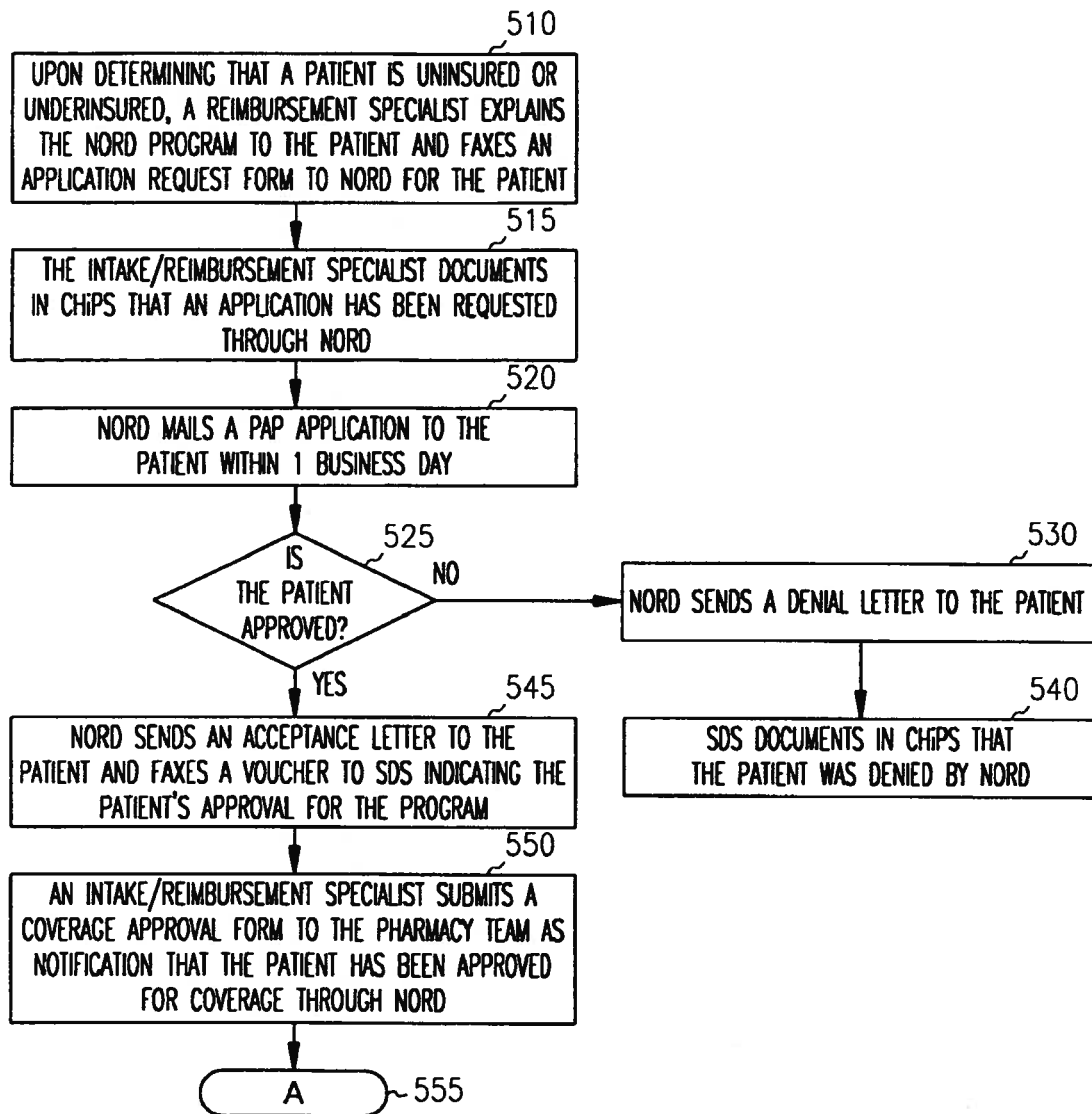 510
UPON DETERMINING THAT A PATIENT IS UNINSURED OR
UNDERINSURED, A REIMBURSEMENT SPECIALIST EXPLAINS
THE NORD PROGRAM TO THE PATIENT AND FAXES AN
APPLICATION REQUEST FORM TO NORD FOR THE PATIENT
515
THE INTAKE/REIMBURSEMENT SPECIALIST DOCUMENTS
IN CHiPS THAT AN APPLICATION HAS BEEN REQUESTED
THROUGH NORD
520
NORD MAILS A PAP APPLICATION TO THE
PATIENT WITHIN 1 BUSINESS DAY
525
IS
THE PATIENT
APPROVED?
NO
530
NORD SENDS A DENIAL LETTER TO THE PATIENT
540
SDS DOCUMENTS IN CHiPS THAT
THE PATIENT WAS DENIED BY NORD
YES
545
NORD SENDS AN ACCEPTANCE LETTER TO THE
PATIENT AND FAXES A VOUCHER TO SDS INDICATING THE
PATIENT'S APPROVAL FOR THE PROGRAM
550
AN INTAKE/REIMBURSEMENT SPECIALIST SUBMITS A
COVERAGE APPROVAL FORM TO THE PHARMACY TEAM AS
NOTIFICATION THAT THE PATIENT HAS BEEN APPROVED
FOR COVERAGE THROUGH NORD
A
555